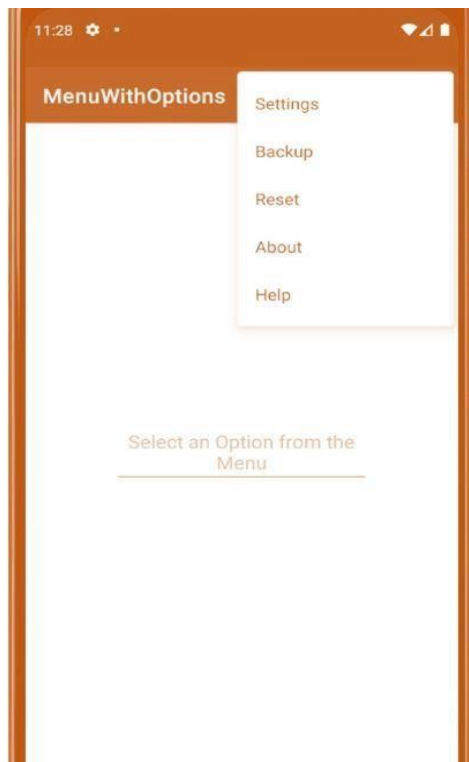 11:28
MenuWithOptions
Settings
Backup
Reset
About
Help
Select an Option from the
Menu